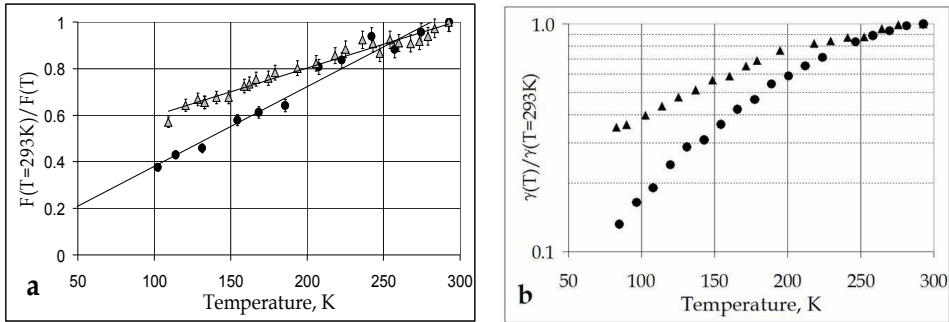 F(T=293K)/F(T)
1
0.8
0.6
0.4
0.2
0
50 100 150 200 250 300
Temperature, K
a
γ(T)/γ(T=293K)
1.0
0.1
50 100 150 200 250 300
Temperature, K
b